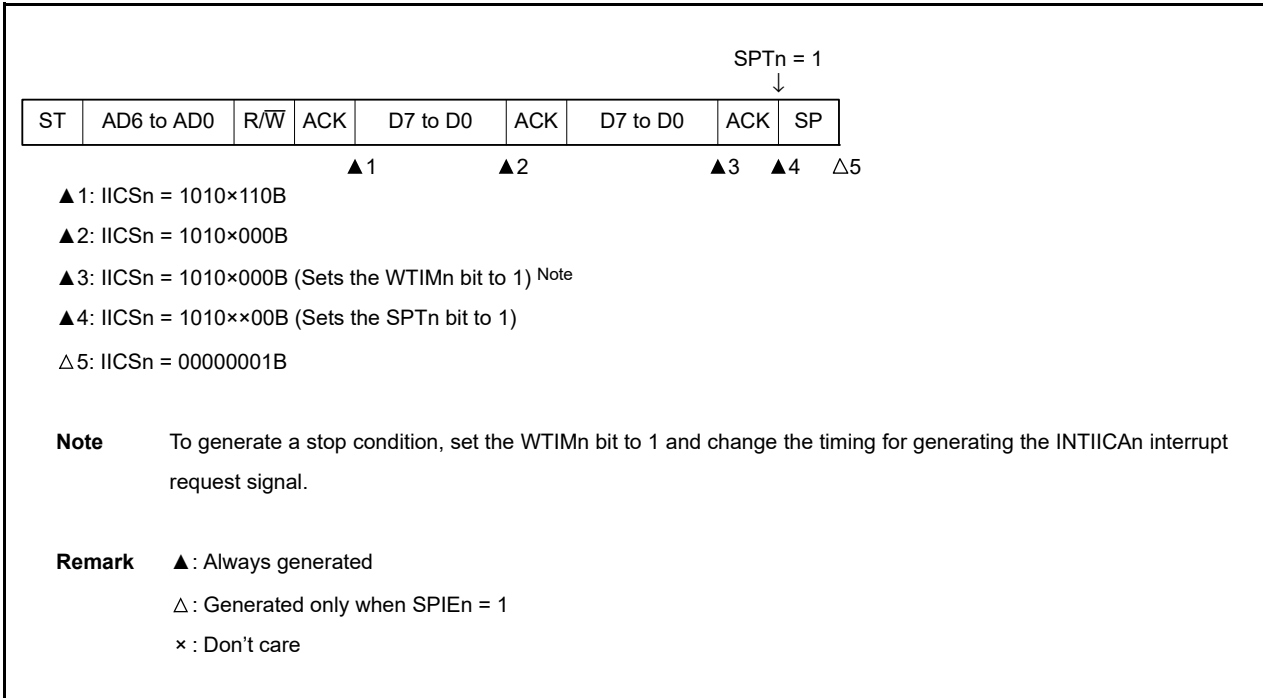 SPTn = 1
↓
ST AD6 to AD0 R/W̅ ACK D7 to D0 ACK D7 to D0 ACK SP
▲1 ▲2 ▲3 ▲4 △5
▲1: IICSn = 1010×110B
▲2: IICSn = 1010×000B
▲3: IICSn = 1010×000B (Sets the WTIMn bit to 1) Note
▲4: IICSn = 1010××00B (Sets the SPTn bit to 1)
△5: IICSn = 00000001B
Note To generate a stop condition, set the WTIMn bit to 1 and change the timing for generating the INTIICAn interrupt
request signal.
Remark ▲: Always generated
△: Generated only when SPIEn = 1
×: Don't care